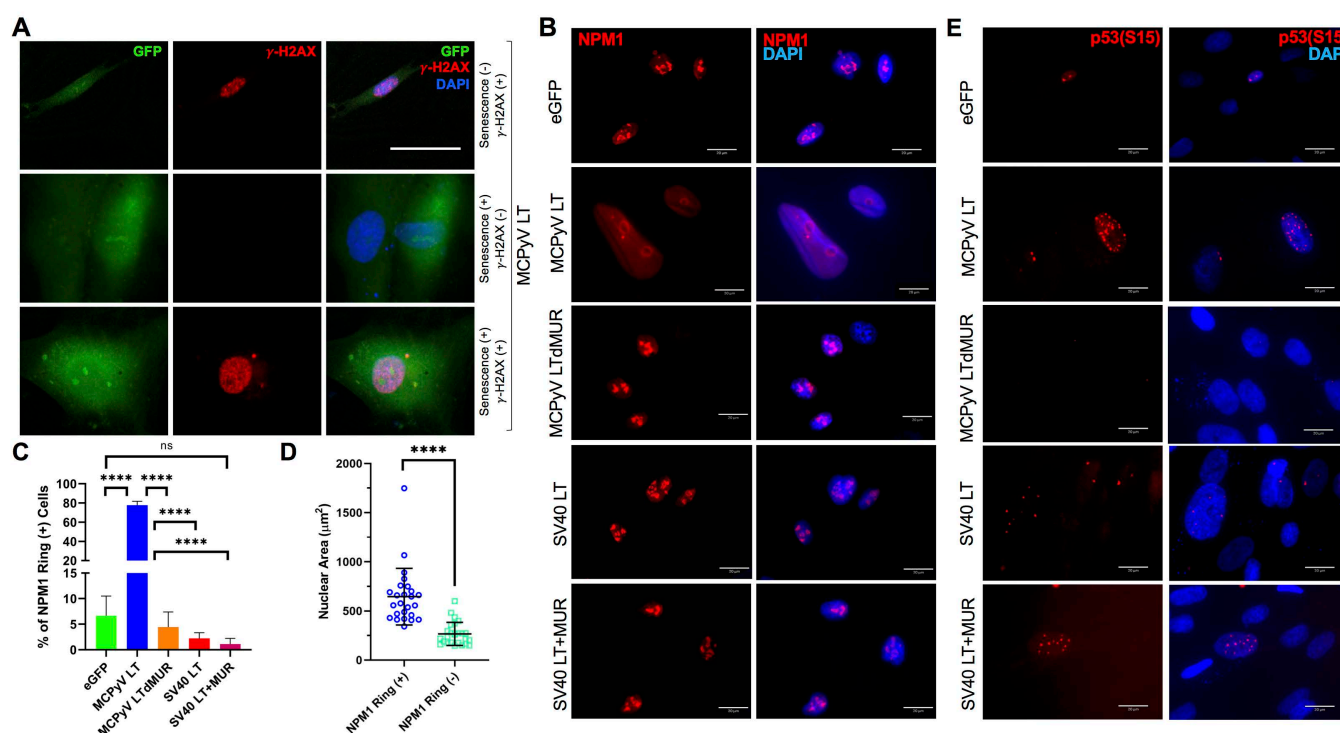 A
GFP
γ-H2AX
GFP
γ-H2AX
DAPI
Senescence (-)
γ-H2AX (+)
Senescence (+)
γ-H2AX (-)
Senescence (+)
γ-H2AX (+)
MCPyV LT
B
NPM1
NPM1
DAPI
eGFP
MCPyV LT
MCPyV LTdMUR
SV40 LT
SV40 LT+MUR
E
p53(S15)
p53(S15)
DAP
eGFP
MCPyV LT
MCPyV LTdMUR
SV40 LT
SV40 LT+MUR
C
ns
**** ****
****
****
% of NPM1 Ring (+) Cells
100
80
60
40
20
15
10
5
0
eGFP
MCPyV LT
MCPyV LTdMUR
SV40 LT
SV40 LT+MUR
D
****
Nuclear Area (μm²)
2000
1500
1000
500
0
NPM1 Ring (+)
NPM1 Ring (-)